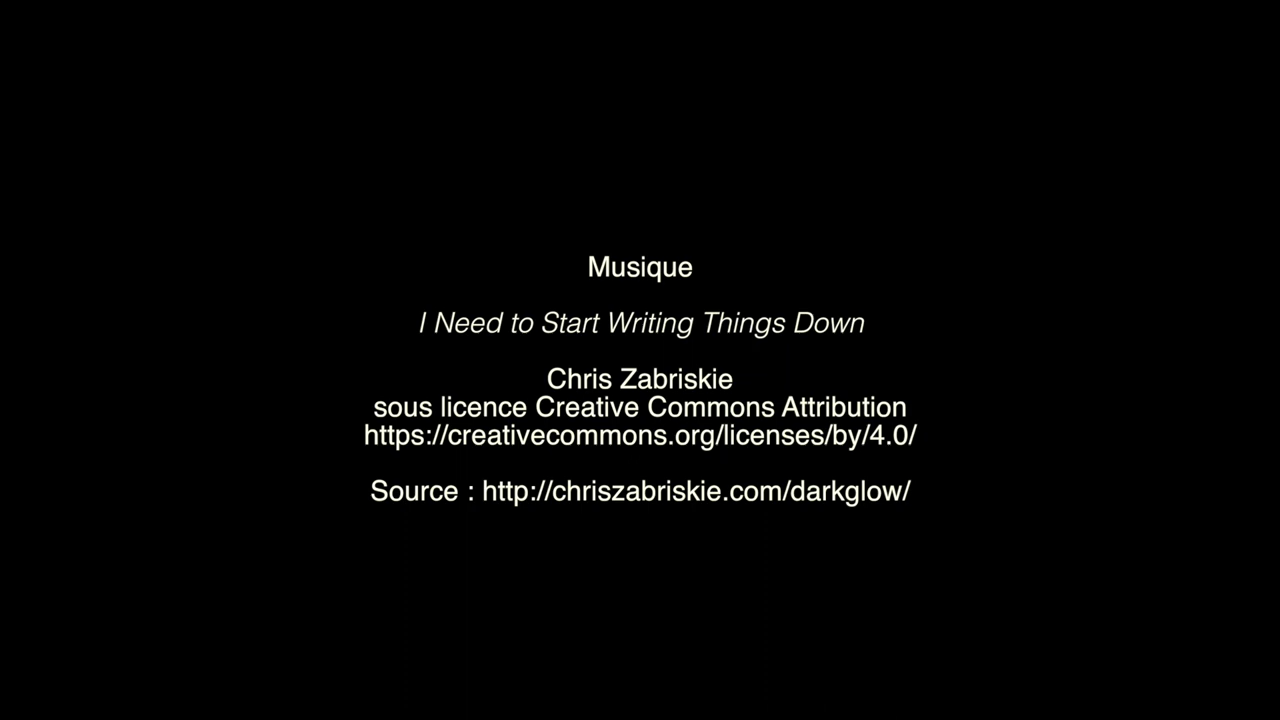 Musique
I Need to Start Writing Things Down
Chris Zabriskie
sous licence Creative Commons Attribution
https://creativecommons.org/licenses/by/4.0/
Source : http://chriszabriskie.com/darkglow/